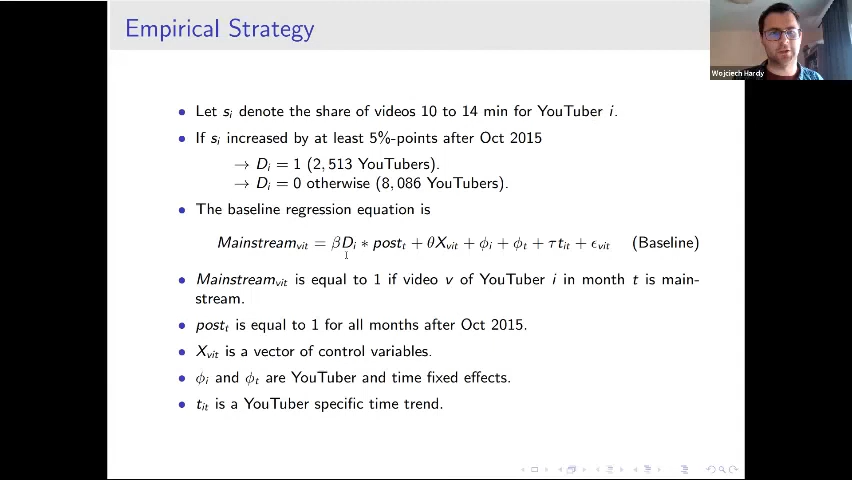 Empirical Strategy
Wojciech Hardy
• Let sᵢ denote the share of videos 10 to 14 min for YouTuber i.
• If sᵢ increased by at least 5%-points after Oct 2015
→ Dᵢ = 1 (2,513 YouTubers).
→ Dᵢ = 0 otherwise (8,086 YouTubers).
• The baseline regression equation is
Mainstream_vit = βDᵢ * post_t + θX_vit + ϕᵢ + ϕ_t + τt_it + ϵ_vit (Baseline)
• Mainstream_vit is equal to 1 if video v of YouTuber i in month t is main-
stream.
• post_t is equal to 1 for all months after Oct 2015.
• X_vit is a vector of control variables.
• ϕᵢ and ϕ_t are YouTuber and time fixed effects.
• t_it is a YouTuber specific time trend.